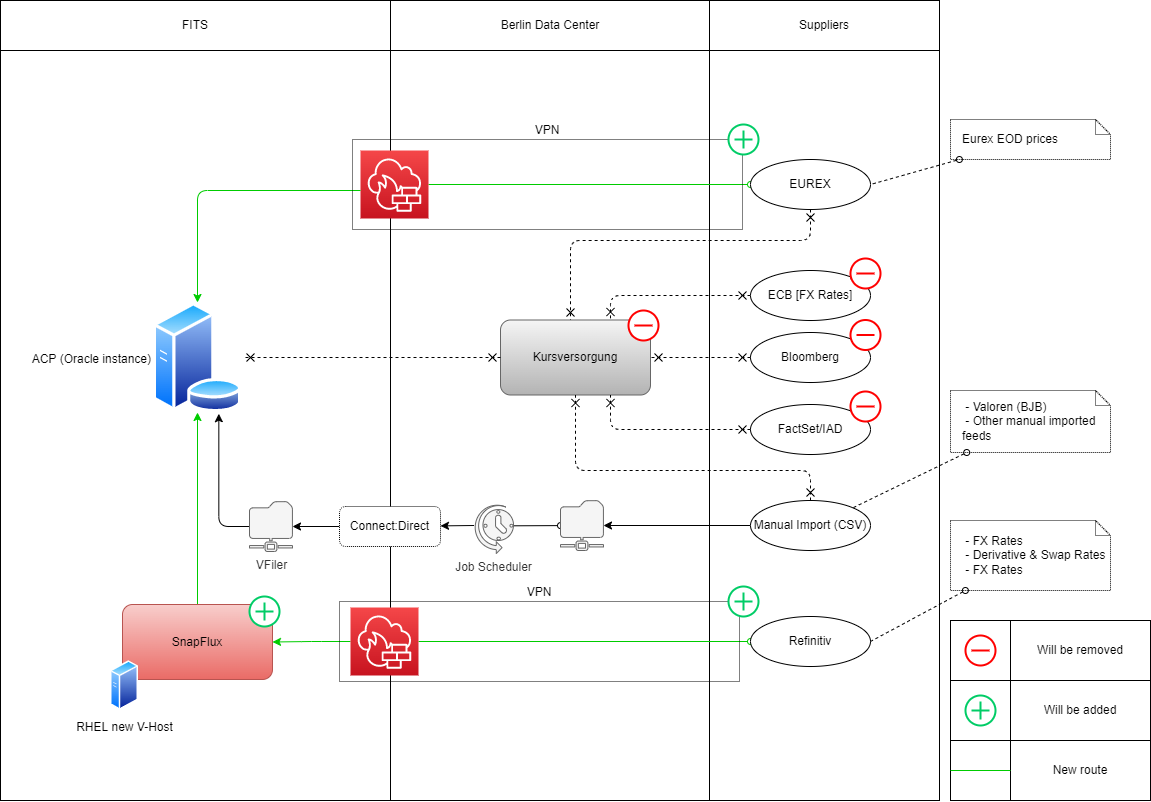 FITS
Berlin Data Center
Suppliers
VPN
Eurex EOD prices
EUREX
ECB [FX Rates]
ACP (Oracle instance)
Kursversorgung
Bloomberg
- Valoren (BJB)
- Other manual imported
feeds
FactSet/IAD
Connect:Direct
Manual Import (CSV)
VFiler
Job Scheduler
- FX Rates
- Derivative & Swap Rates
- FX Rates
VPN
SnapFlux
Refinitiv
Will be removed
RHEL new V-Host
Will be added
New route